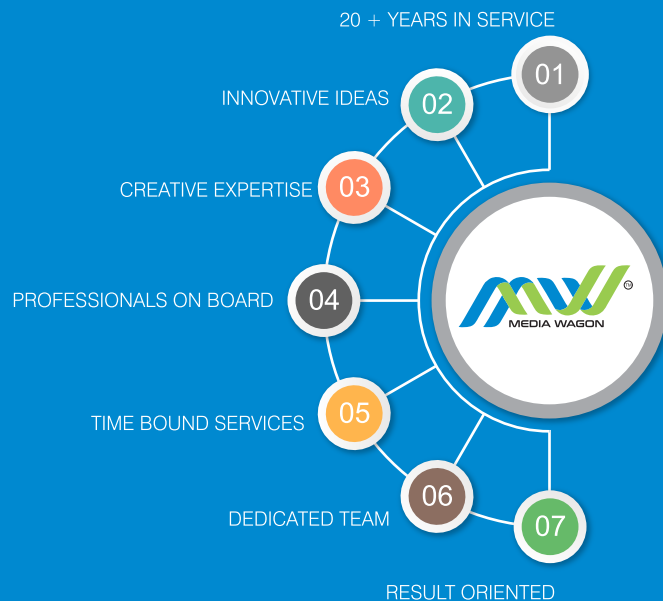 20 + YEARS IN SERVICE
01
INNOVATIVE IDEAS
02
CREATIVE EXPERTISE
03
PROFESSIONALS ON BOARD
04
MEDIA WAGON
TIME BOUND SERVICES
05
DEDICATED TEAM
06
07
RESULT ORIENTED